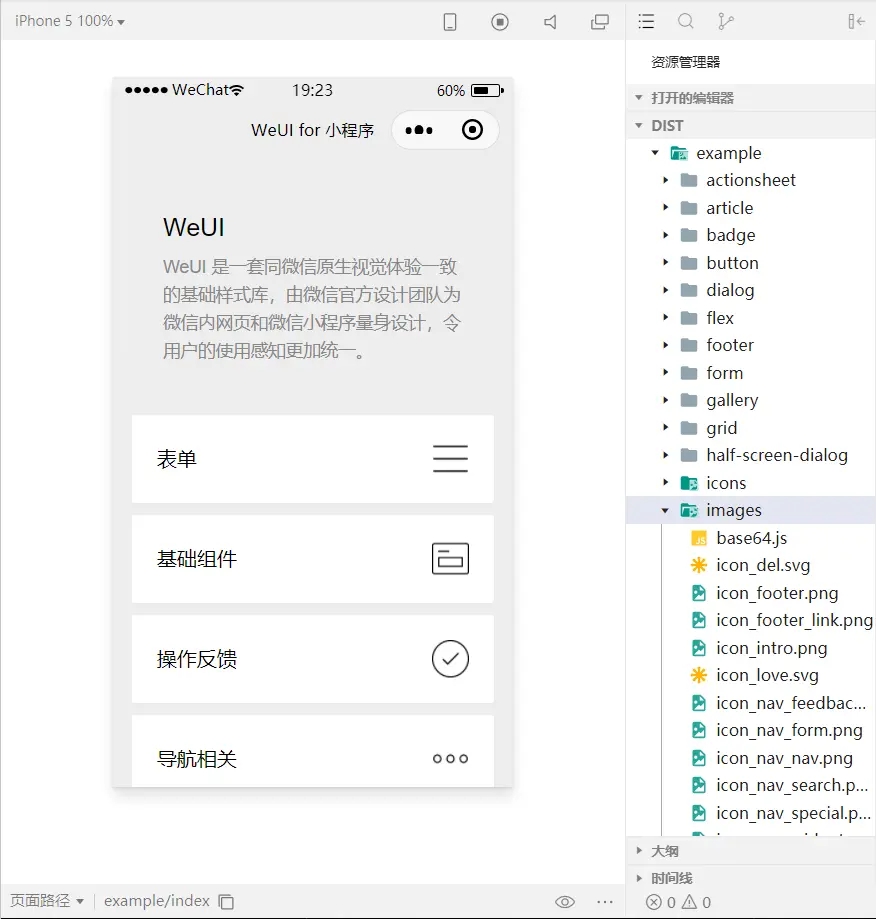 iPhone 5 100%
WeChat 19:23 60%
WeUI for 小程序
WeUI
WeUI 是一套同微信原生视觉体验一致
的基础样式库，由微信官方设计团队为
微信内网页和微信小程序量身设计，令
用户的使用感知更加统一。
表单
基础组件
操作反馈
导航相关
页面路径 example/index
资源管理器
打开的编辑器
DIST
example
actionsheet
article
badge
button
dialog
flex
footer
form
gallery
grid
half-screen-dialog
icons
images
JS base64.js
icon_del.svg
icon_footer.png
icon_footer_link.png
icon_intro.png
icon_love.svg
icon_nav_feedbac...
icon_nav_form.png
icon_nav_nav.png
icon_nav_search.p...
icon_nav_special.p...
大纲
时间线
0 0